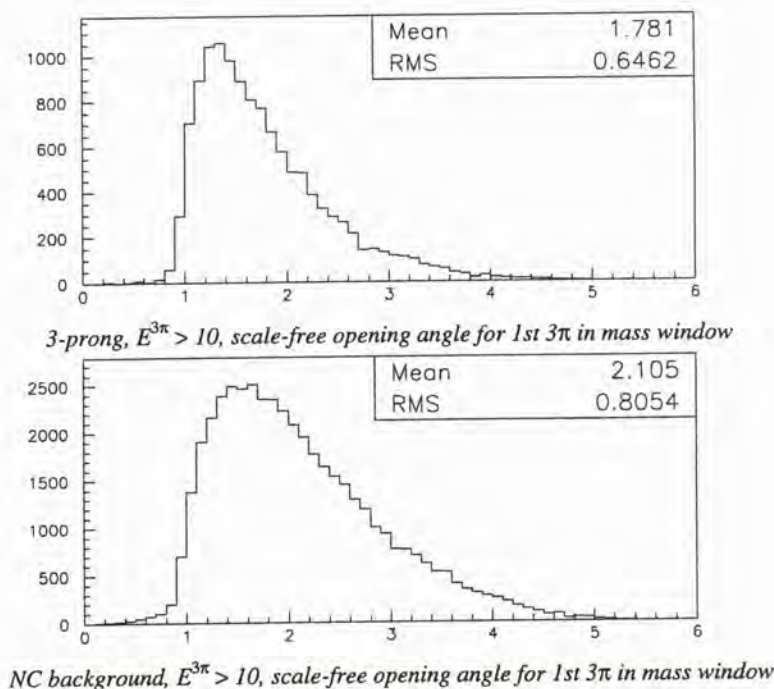 Mean 1.781
RMS 0.6462
1000
800
600
400
200
0
0 1 2 3 4 5 6
3-prong, E^3π > 10, scale-free opening angle for 1st 3π in mass window
Mean 2.105
RMS 0.8054
2500
2000
1500
1000
500
0
0 1 2 3 4 5 6
NC background, E^3π > 10, scale-free opening angle for 1st 3π in mass window